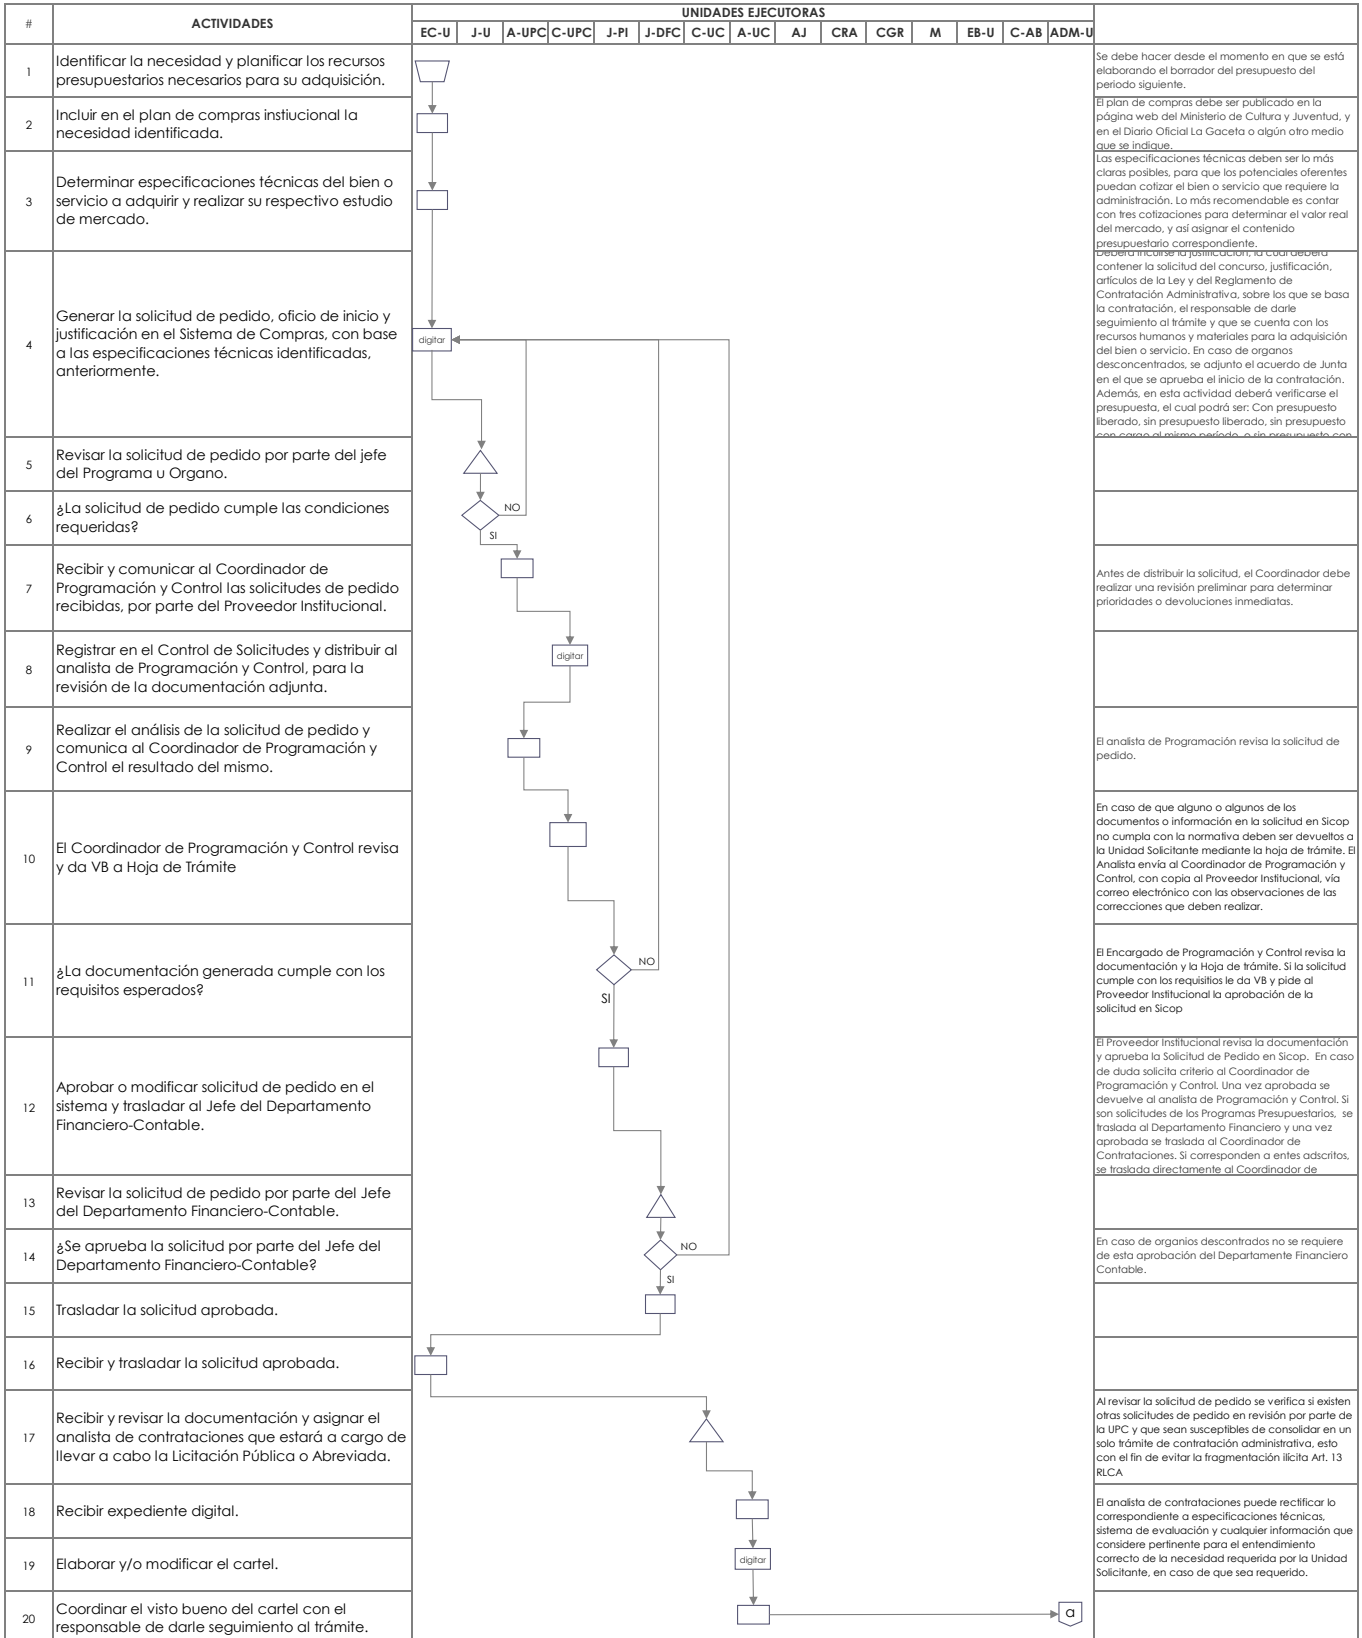 # ACTIVIDADES UNIDADES EJECUTORAS
EC-U J-U A-UPC C-UPC J-PI J-DFC C-UC A-UC AJ CRA CGR M EB-U C-AB ADM-U
1
Identificar la necesidad y planificar los recursos
presupuestarios necesarios para su adquisición.
Se debe hacer desde el momento en que se está
elaborando el borrador del presupuesto del
periodo siguiente.
2
Incluir en el plan de compras instiucional la
necesidad identificada.
El plan de compras debe ser publicado en la
página web del Ministerio de Cultura y Juventud, y
en el Diario Oficial La Gaceta o algún otro medio
que se indique.
3
Determinar especificaciones técnicas del bien o
servicio a adquirir y realizar su respectivo estudio
de mercado.
Las especificaciones técnicas deben ser lo más
claras posibles, para que los potenciales oferentes
puedan cotizar el bien o servicio que requiere la
administración. Lo más recomendable es contar
con tres cotizaciones para determinar el valor real
del mercado, y así asignar el contenido
presupuestario correspondiente.
4
Generar la solicitud de pedido, oficio de inicio y
justificación en el Sistema de Compras, con base
a las especificaciones técnicas identificadas,
anteriormente.
digitar
la justificación, la cual deberá
contener la solicitud del concurso, justificación,
artículos de la Ley y del Reglamento de
Contratación Administrativa, sobre los que se basa
la contratación, el responsable de darle
seguimiento al trámite y que se cuenta con los
recursos humanos y materiales para la adquisición
del bien o servicio. En caso de organos
desconcentrados, se adjunto el acuerdo de Junta
en el que se aprueba el inicio de la contratación.
Además, en esta actividad deberá verificarse el
presupuesta, el cual podrá ser: Con presupuesto
liberado, sin presupuesto liberado, sin presupuesto
con cargo al mismo período, o sin presupuesto con
5
Revisar la solicitud de pedido por parte del jefe
del Programa u Organo.
6
¿La solicitud de pedido cumple las condiciones
requeridas?
NO
SI
7
Recibir y comunicar al Coordinador de
Programación y Control las solicitudes de pedido
recibidas, por parte del Proveedor Institucional.
Antes de distribuir la solicitud, el Coordinador debe
realizar una revisión preliminar para determinar
prioridades o devoluciones inmediatas.
8
Registrar en el Control de Solicitudes y distribuir al
analista de Programación y Control, para la
revisión de la documentación adjunta.
digitar
9
Realizar el análisis de la solicitud de pedido y
comunica al Coordinador de Programación y
Control el resultado del mismo.
El analista de Programación revisa la solicitud de
pedido.
10
El Coordinador de Programación y Control revisa
y da VB a Hoja de Trámite
En caso de que alguno o algunos de los
documentos o información en la solicitud en Sicop
no cumpla con la normativa deben ser devueltos a
la Unidad Solicitante mediante la hoja de trámite. El
Analista envía al Coordinador de Programación y
Control, con copia al Proveedor Institucional, vía
correo electrónico con las observaciones de las
correcciones que deben realizar.
11
¿La documentación generada cumple con los
requisitos esperados?
NO
SI
El Encargado de Programación y Control revisa la
documentación y la Hoja de trámite. Si la solicitud
cumple con los requisitios le da VB y pide al
Proveedor Institucional la aprobación de la
solicitud en Sicop
12
Aprobar o modificar solicitud de pedido en el
sistema y trasladar al Jefe del Departamento
Financiero-Contable.
El Proveedor Institucional revisa la documentación
y aprueba la Solicitud de Pedido en Sicop. En caso
de duda solicita criterio al Coordinador de
Programación y Control. Una vez aprobada se
devuelve al analista de Programación y Control. Si
son solicitudes de los Programas Presupuestarios, se
traslada al Departamento Financiero y una vez
aprobada se traslada al Coordinador de
Contrataciones. Si corresponden a entes adscritos,
se traslada directamente al Coordinador de
13
Revisar la solicitud de pedido por parte del Jefe
del Departamento Financiero-Contable.
14
¿Se aprueba la solicitud por parte del Jefe del
Departamento Financiero-Contable?
NO
SI
En caso de organios descontrados no se requiere
de esta aprobación del Departamente Financiero
Contable.
15
Trasladar la solicitud aprobada.
16
Recibir y trasladar la solicitud aprobada.
17
Recibir y revisar la documentación y asignar el
analista de contrataciones que estará a cargo de
llevar a cabo la Licitación Pública o Abreviada.
Al revisar la solicitud de pedido se verifica si existen
otras solicitudes de pedido en revisión por parte de
la UPC y que sean susceptibles de consolidar en un
solo trámite de contratación administrativa, esto
con el fin de evitar la fragmentación ilícita Art. 13
RLCA
18
Recibir expediente digital.
El analista de contrataciones puede rectificar lo
correspondiente a especificaciones técnicas,
sistema de evaluación y cualquier información que
considere pertinente para el entendimiento
correcto de la necesidad requerida por la Unidad
Solicitante, en caso de que sea requerido.
19
Elaborar y/o modificar el cartel.
digitar
20
Coordinar el visto bueno del cartel con el
responsable de darle seguimiento al trámite.
a